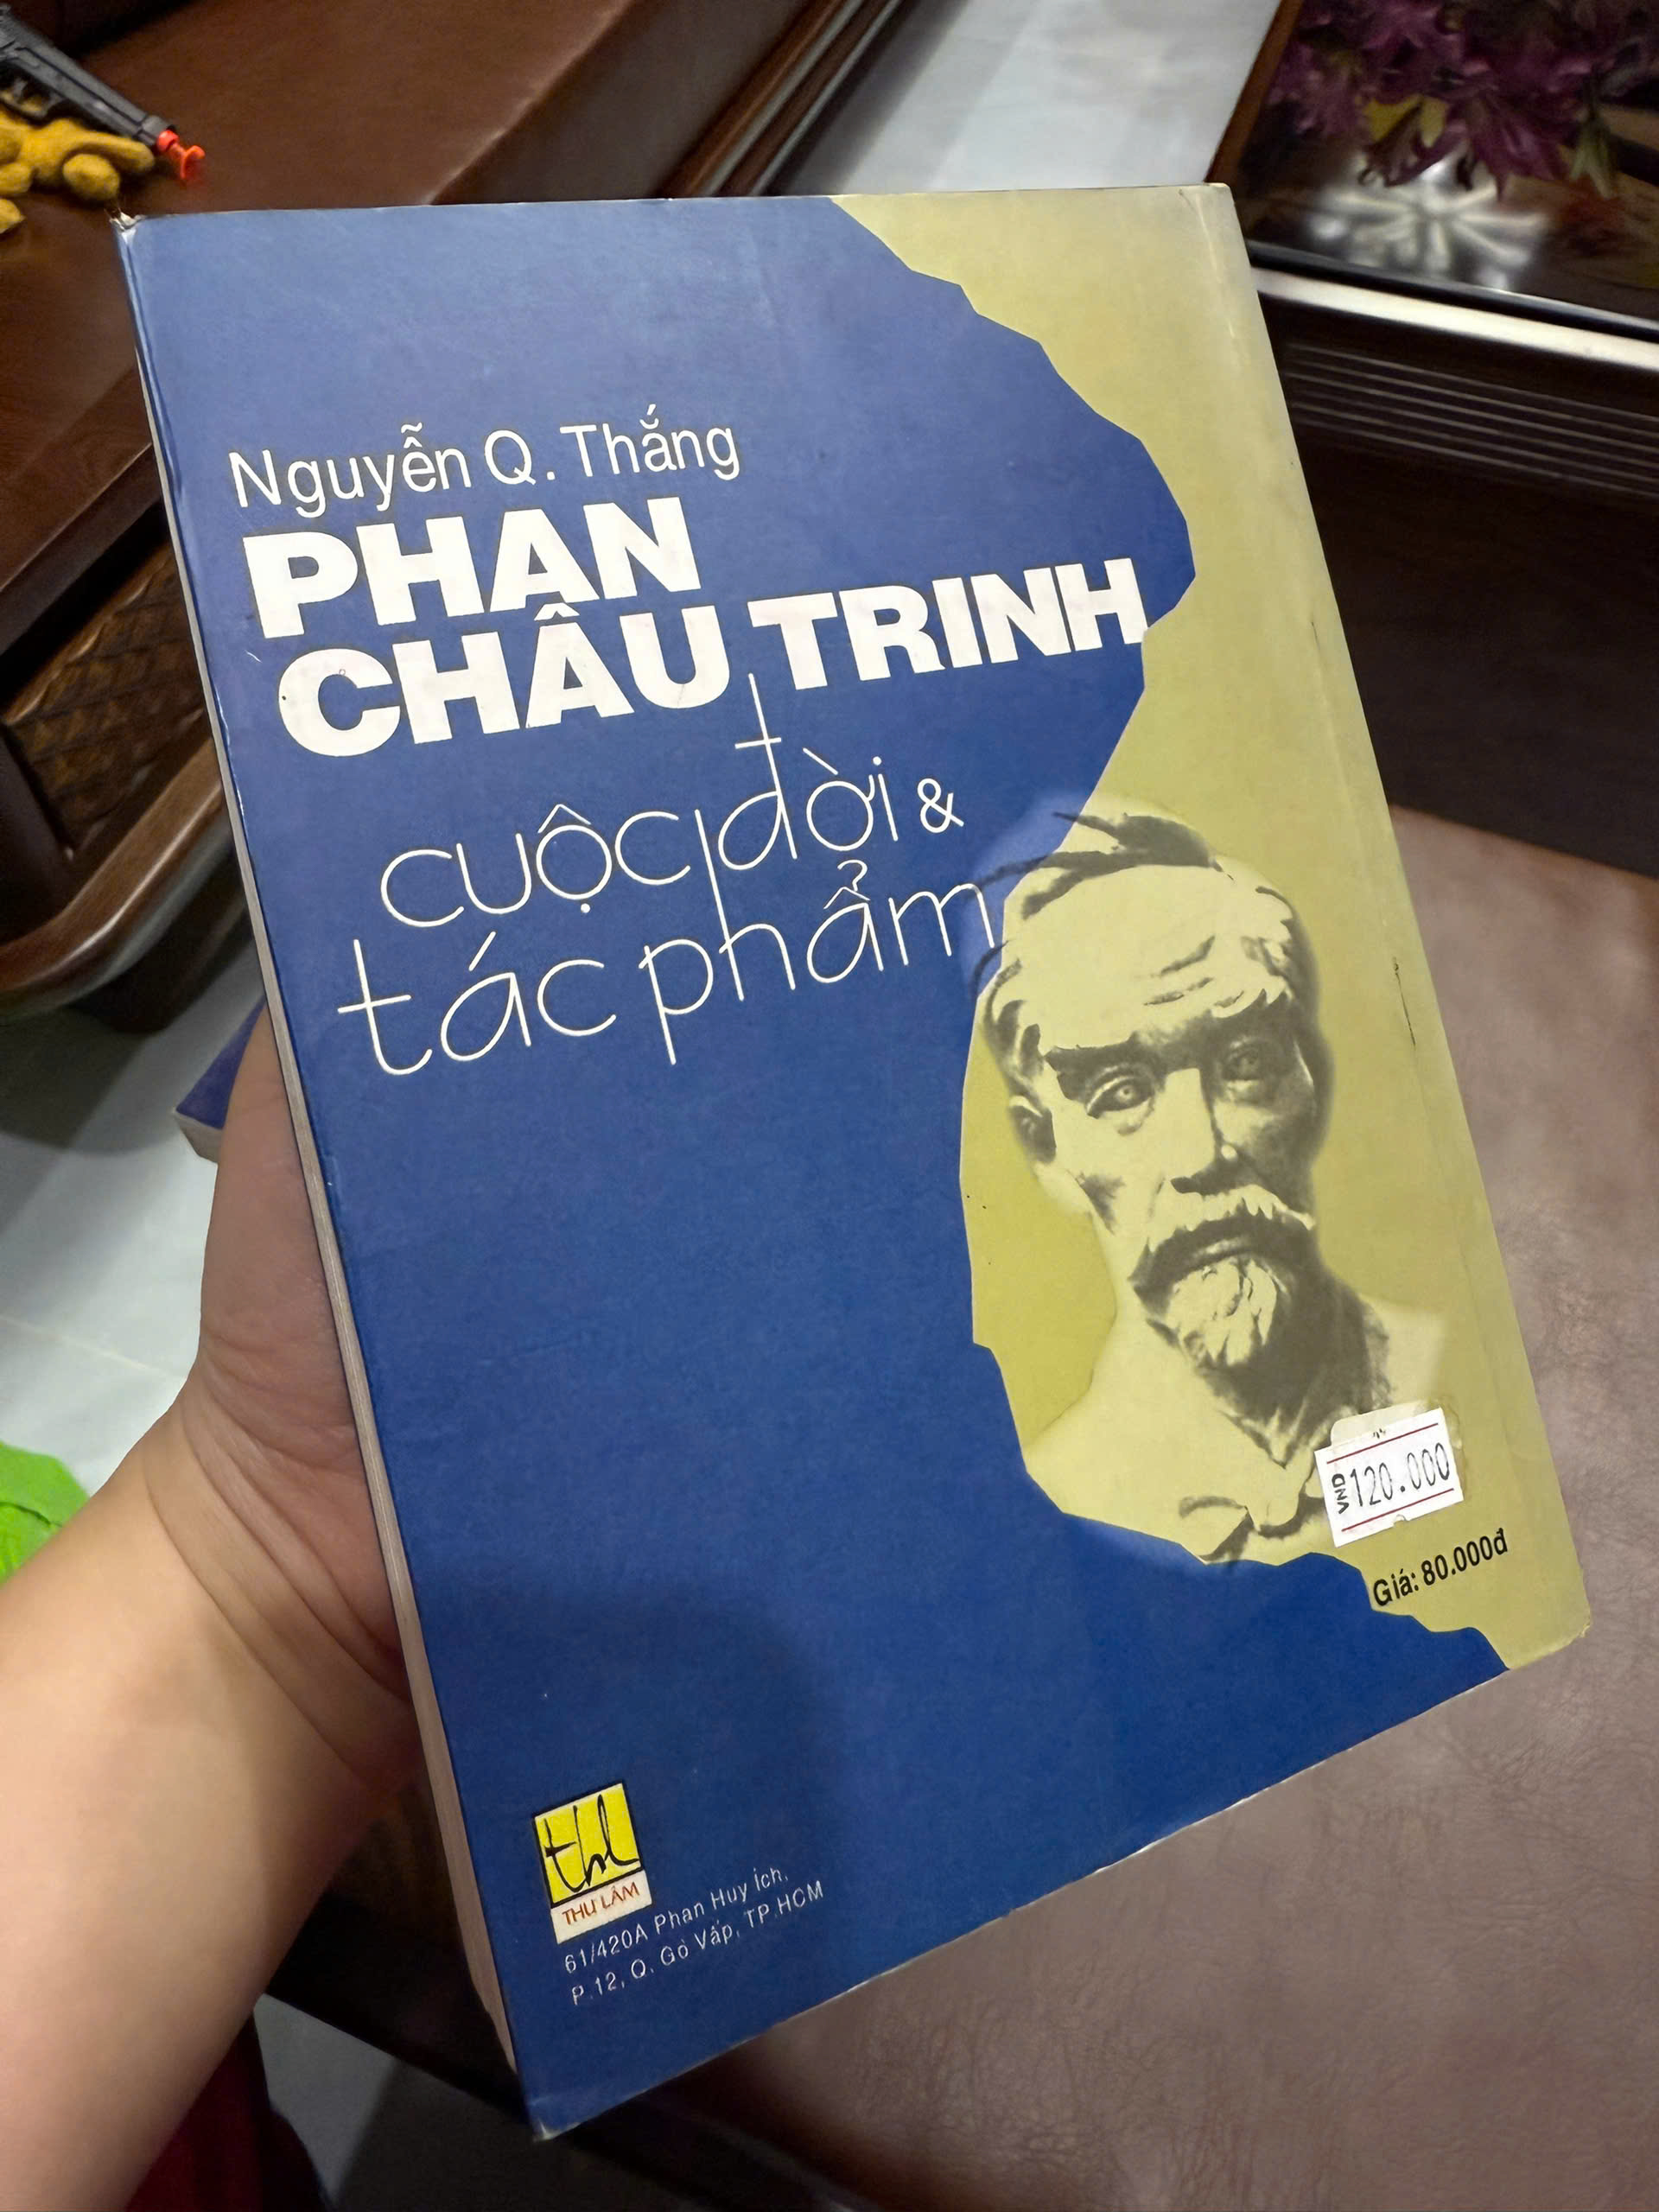 Nguyễn Q. Thắng
PHAN
CHÂU TRINH
cuộc đời &
tác phẩm
VND 120.000
Giá: 80.000đ
thl
THƯ LÂM
61/420A Phan Huy Ích,
P.12, Q. Gò Vấp, TP.HCM